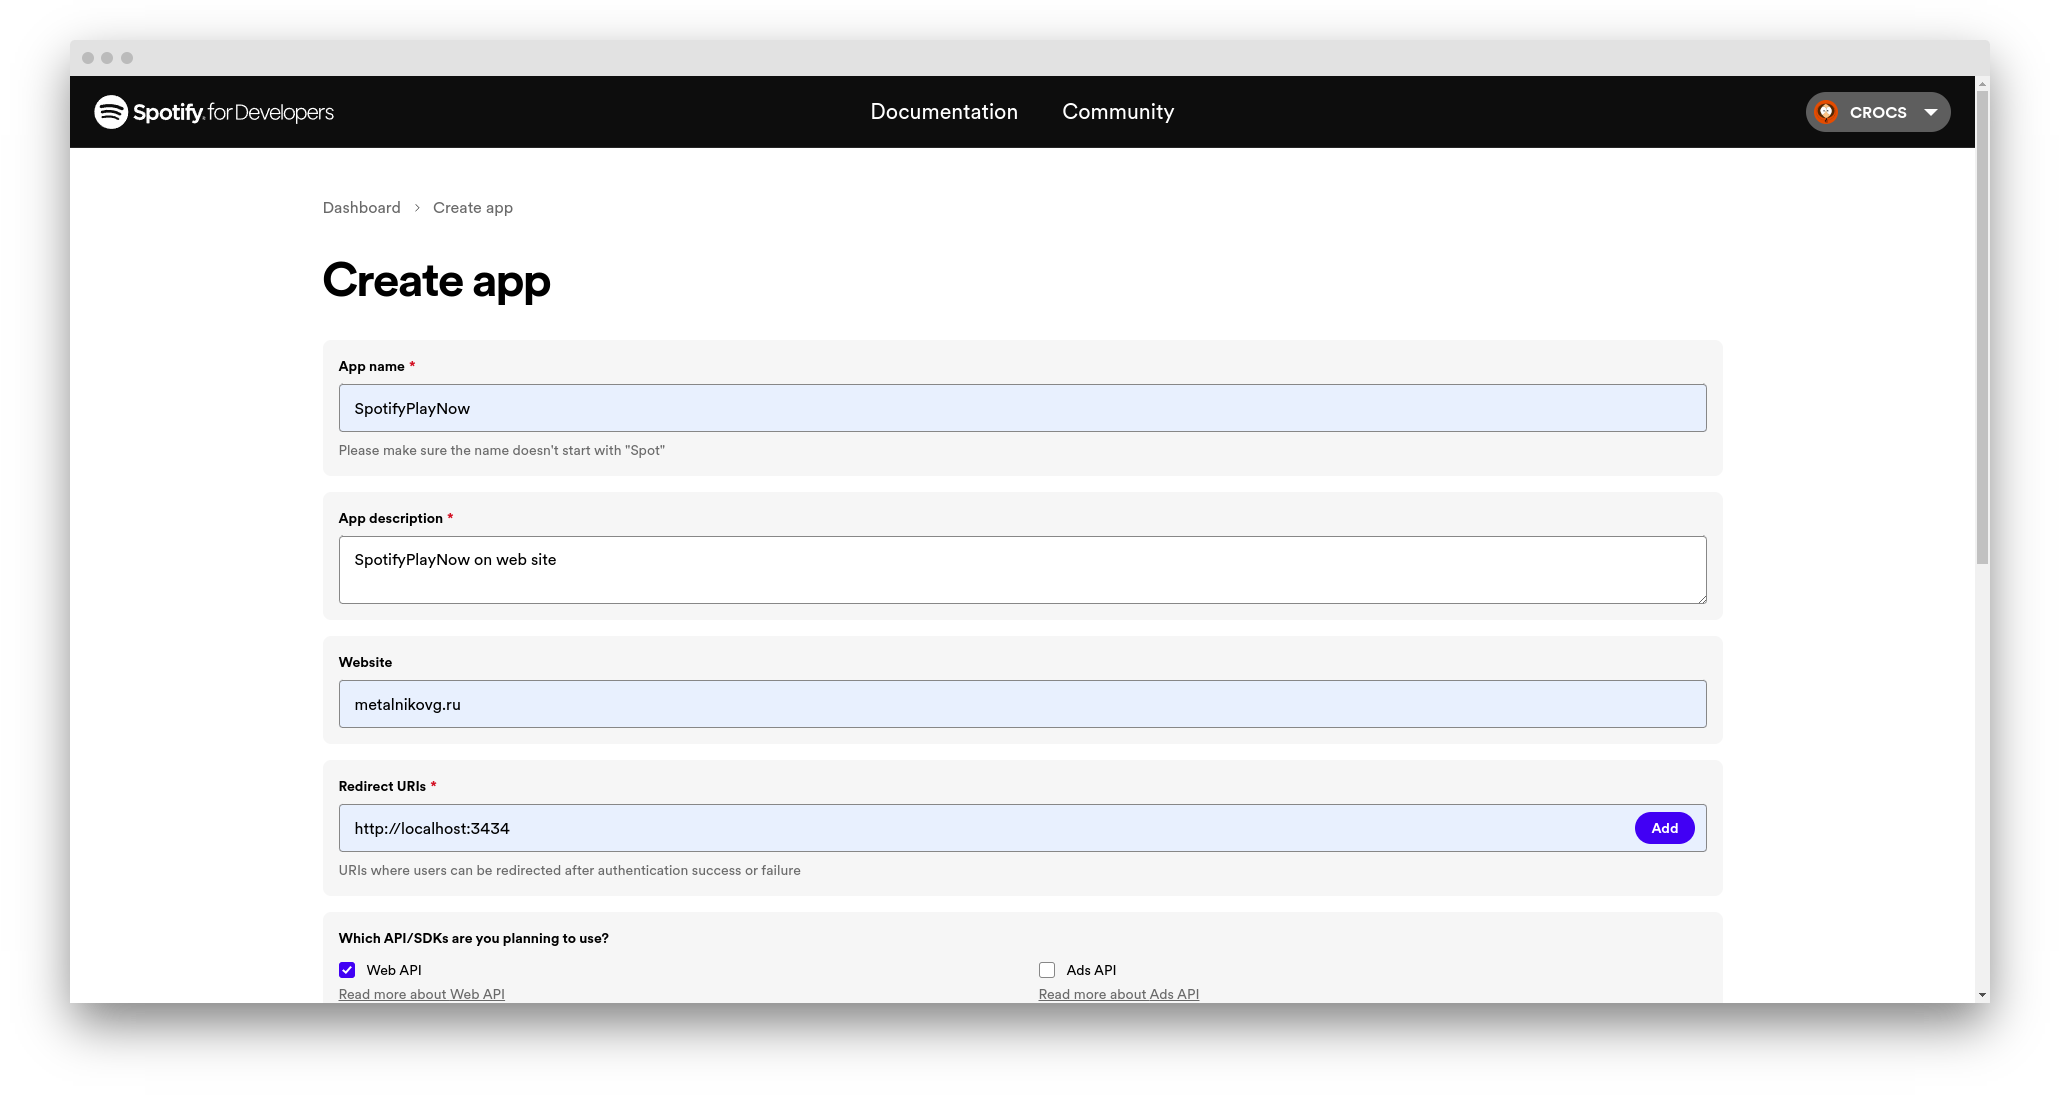 Spotify for Developers
Documentation
Community
CROCS
Dashboard > Create app
Create app
App name *
SpotifyPlayNow
Please make sure the name doesn't start with "Spot"
App description *
SpotifyPlayNow on web site
Website
metalnikovg.ru
Redirect URIs *
http://localhost:3434
Add
URIs where users can be redirected after authentication success or failure
Which API/SDKs are you planning to use?
Web API
Read more about Web API
Ads API
Read more about Ads API